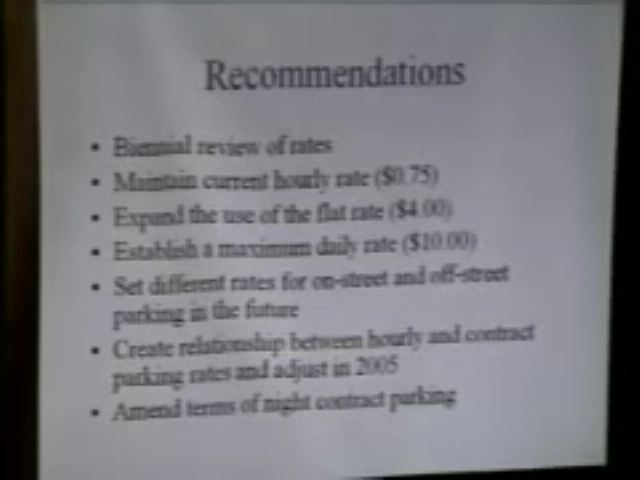 Recommendations
• Biennial review of rates
• Maintain current hourly rate ($0.75)
• Expand the use of the flat rate ($4.00)
• Establish a maximum daily rate ($10.00)
• Set different rates for on-street and off-street
parking in the future
• Create relationship between hourly and contract
parking rates and adjust in 2005
• Amend terms of night contract parking